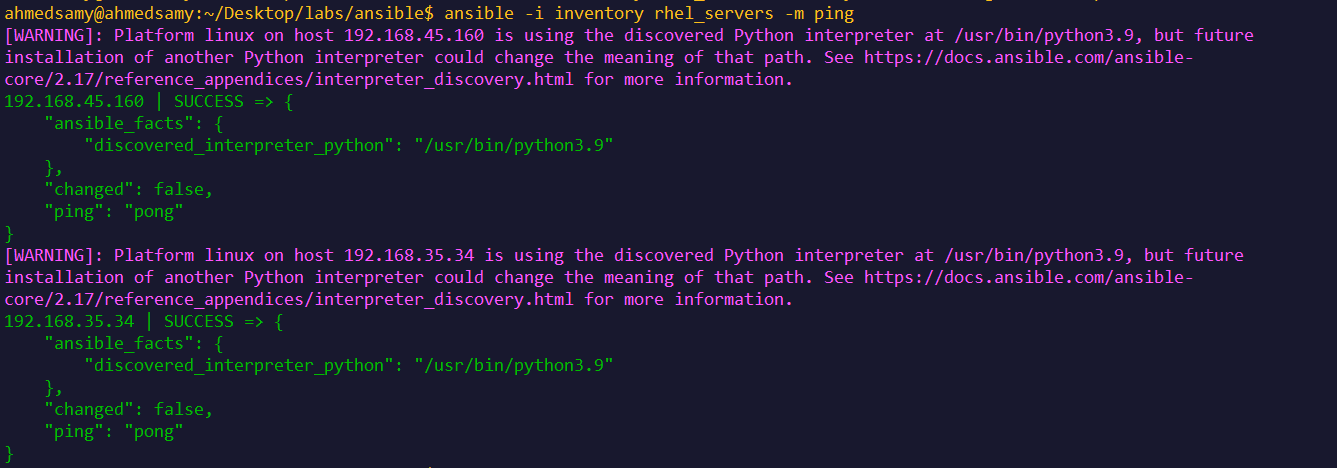 ahmedsamy@ahmedsamy:~/Desktop/labs/ansible$ ansible -i inventory rhel_servers -m ping
[WARNING]: Platform linux on host 192.168.45.160 is using the discovered Python interpreter at /usr/bin/python3.9, but future
installation of another Python interpreter could change the meaning of that path. See https://docs.ansible.com/ansible-
core/2.17/reference_appendices/interpreter_discovery.html for more information.
192.168.45.160 | SUCCESS => {
    "ansible_facts": {
        "discovered_interpreter_python": "/usr/bin/python3.9"
    },
    "changed": false,
    "ping": "pong"
}
[WARNING]: Platform linux on host 192.168.35.34 is using the discovered Python interpreter at /usr/bin/python3.9, but future
installation of another Python interpreter could change the meaning of that path. See https://docs.ansible.com/ansible-
core/2.17/reference_appendices/interpreter_discovery.html for more information.
192.168.35.34 | SUCCESS => {
    "ansible_facts": {
        "discovered_interpreter_python": "/usr/bin/python3.9"
    },
    "changed": false,
    "ping": "pong"
}